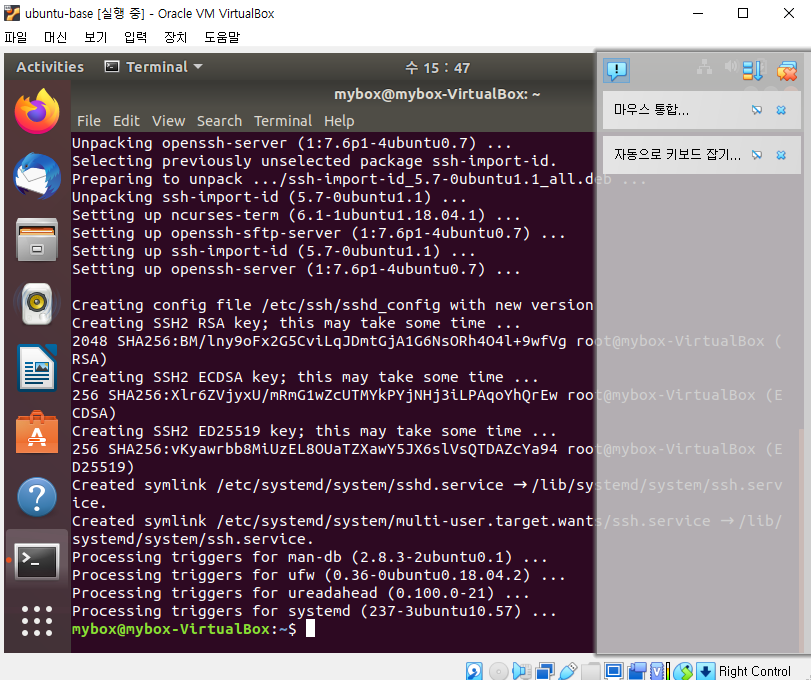 ubuntu-base [실행 중] - Oracle VM VirtualBox
파일 머신 보기 입력 장치 도움말
Activities Terminal 수 15 : 47
mybox@mybox-VirtualBox: ~
File Edit View Search Terminal Help
마우스 통합...
자동으로 키보드 잡기...
Unpacking openssh-server (1:7.6p1-4ubuntu0.7) ...
Selecting previously unselected package ssh-import-id.
Preparing to unpack .../ssh-import-id_5.7-0ubuntu1.1_all.deb ...
Unpacking ssh-import-id (5.7-0ubuntu1.1) ...
Setting up ncurses-term (6.1-1ubuntu1.18.04.1) ...
Setting up openssh-sftp-server (1:7.6p1-4ubuntu0.7) ...
Setting up ssh-import-id (5.7-0ubuntu1.1) ...
Setting up openssh-server (1:7.6p1-4ubuntu0.7) ...
Creating config file /etc/ssh/sshd_config with new version
Creating SSH2 RSA key; this may take some time ...
2048 SHA256:BM/lny9oFx2G5CviLqJDmtGjA1G6NsORh4O4l+9wfVg root@mybox-VirtualBox (
RSA)
Creating SSH2 ECDSA key; this may take some time ...
256 SHA256:Xlr6ZVjyxU/mRmG1wZcUTMYkPYjNHj3iLPAqoYhQrEw root@mybox-VirtualBox (E
CDSA)
Creating SSH2 ED25519 key; this may take some time ...
256 SHA256:vKyawrbb8MiUzEL8OUaTZXawY5JX6slVsQTDAZcYa94 root@mybox-VirtualBox (E
D25519)
Created symlink /etc/systemd/system/sshd.service → /lib/systemd/system/ssh.serv
ice.
Created symlink /etc/systemd/system/multi-user.target.wants/ssh.service → /lib/
systemd/system/ssh.service.
Processing triggers for man-db (2.8.3-2ubuntu0.1) ...
Processing triggers for ufw (0.36-0ubuntu0.18.04.2) ...
Processing triggers for ureadahead (0.100.0-21) ...
Processing triggers for systemd (237-3ubuntu10.57) ...
mybox@mybox-VirtualBox:~$
Right Control